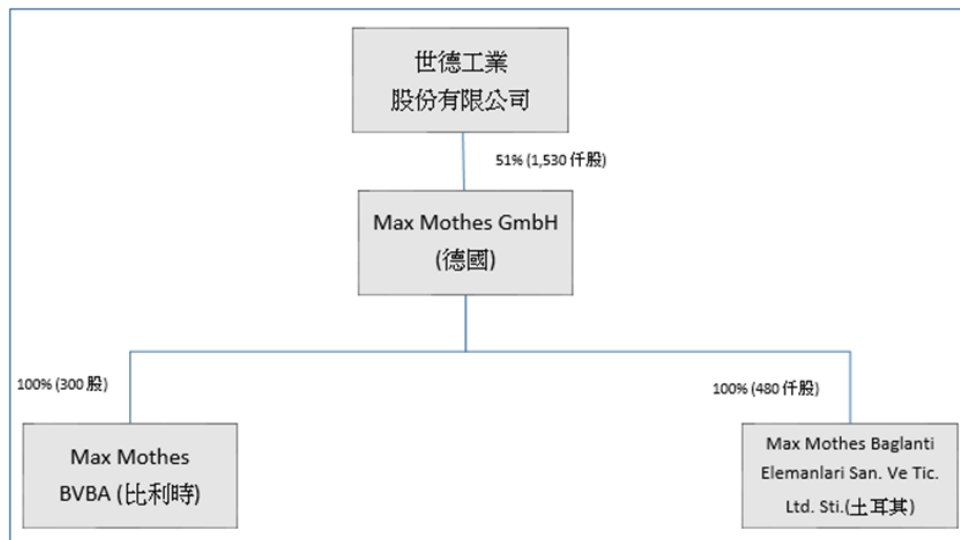 世德工業
股份有限公司
51% (1,530 仟股)
Max Mothes GmbH
(德國)
100% (300 股)
100% (480 仟股)
Max Mothes
BVBA (比利時)
Max Mothes Baglanti
Elemanlari San. Ve Tic.
Ltd. Sti.(土耳其)